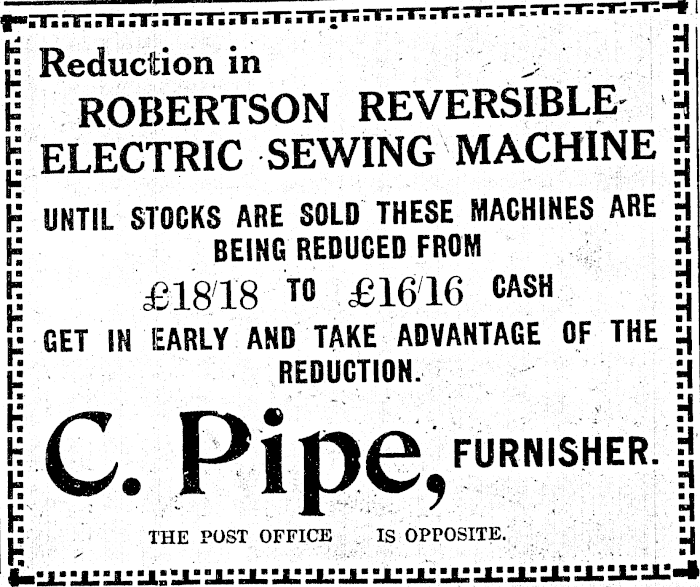 Reduction in
ROBERTSON REVERSIBLE
ELECTRIC SEWING MACHINE
UNTIL STOCKS ARE SOLD THESE MACHINES ARE
BEING REDUCED FROM
£18/18 TO £16/16 CASH
GET IN EARLY AND TAKE ADVANTAGE OF THE
REDUCTION.
C. Pipe, FURNISHER.
THE POST OFFICE IS OPPOSITE.